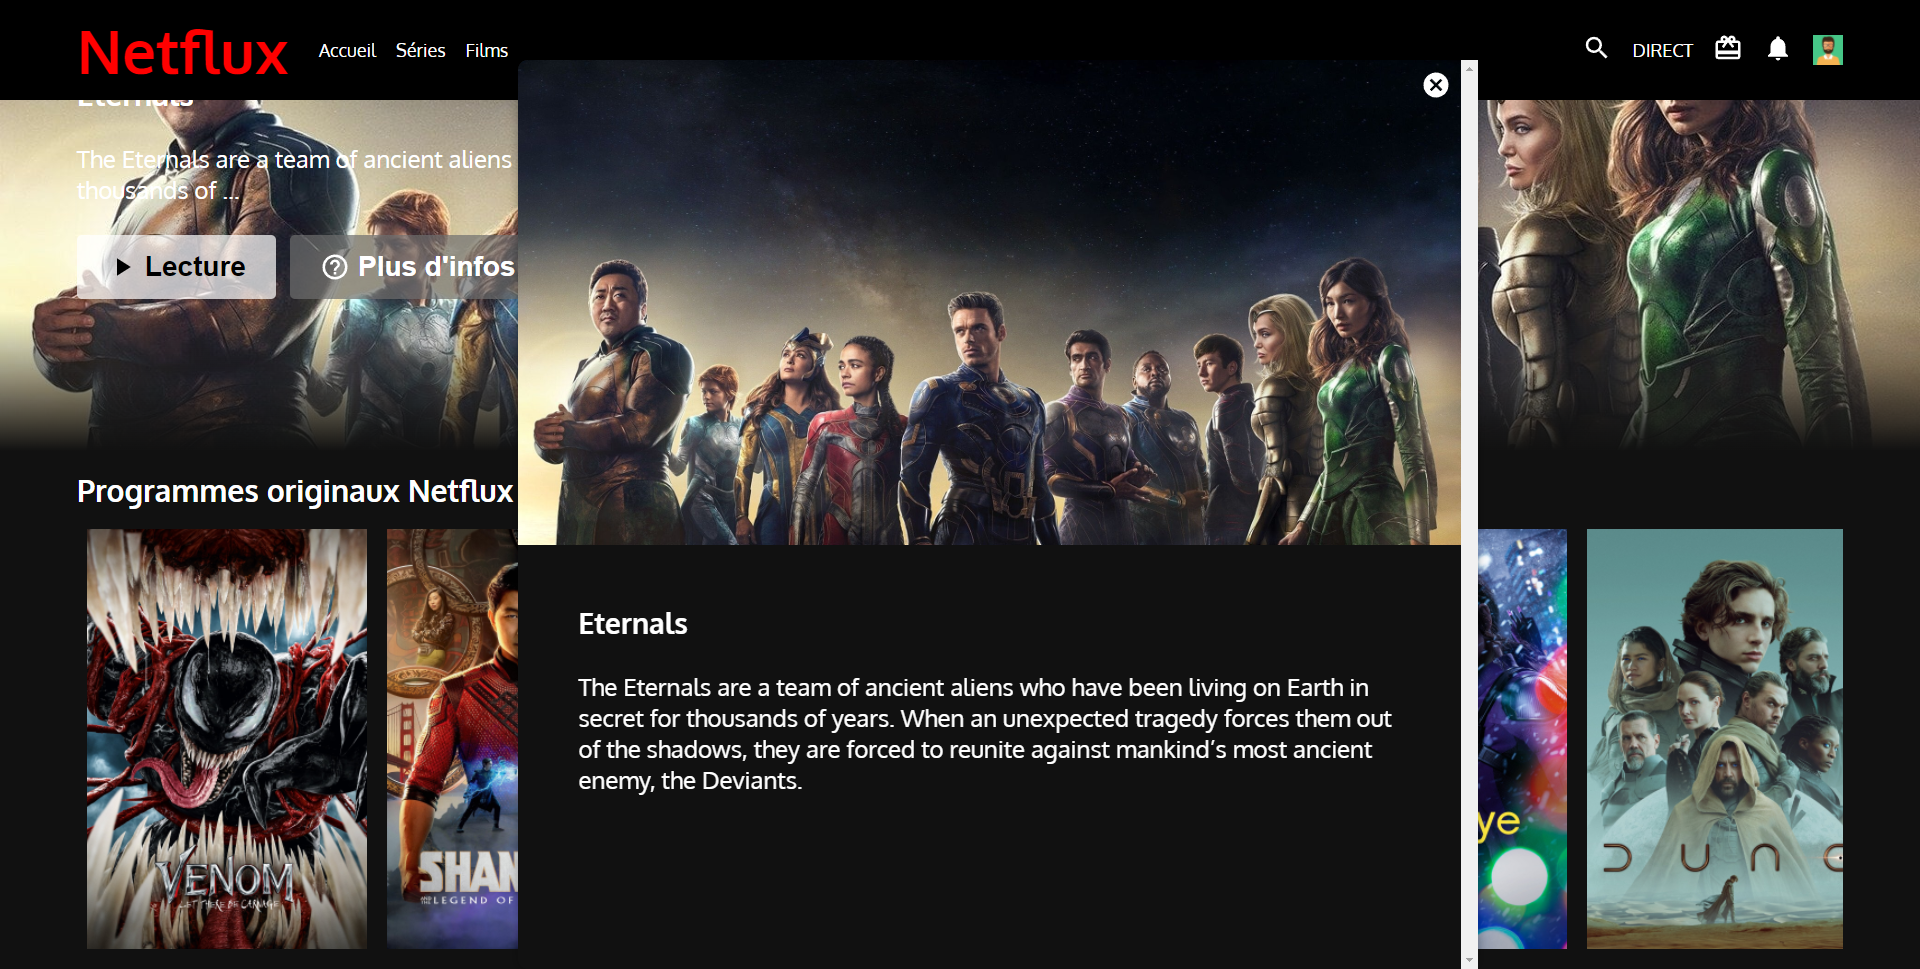 Netflux
Accueil Séries Films
DIRECT
Eternals
The Eternals are a team of ancient aliens
thousands of ...
Lecture
Plus d'infos
Programmes originaux Netflux
VENOM
LET THERE BE CARNAGE
SHAN
LEGEND OF
Eternals
The Eternals are a team of ancient aliens who have been living on Earth in
secret for thousands of years. When an unexpected tragedy forces them out
of the shadows, they are forced to reunite against mankind’s most ancient
enemy, the Deviants.
ye
DUNE